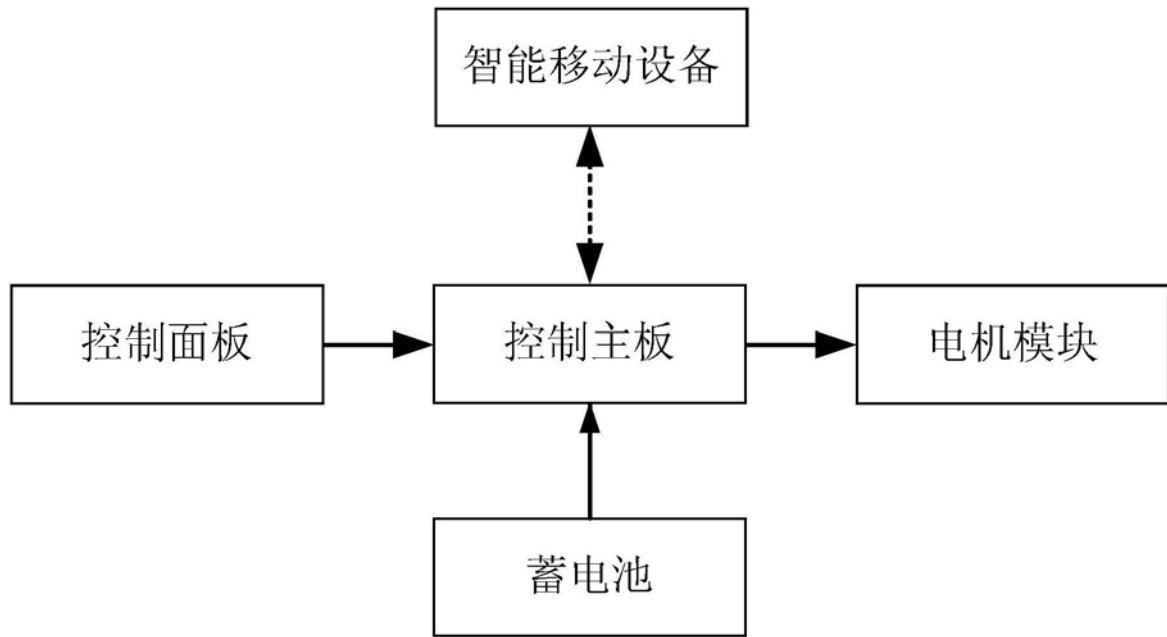 智能移动设备
控制面板
控制主板
电机模块
蓄电池